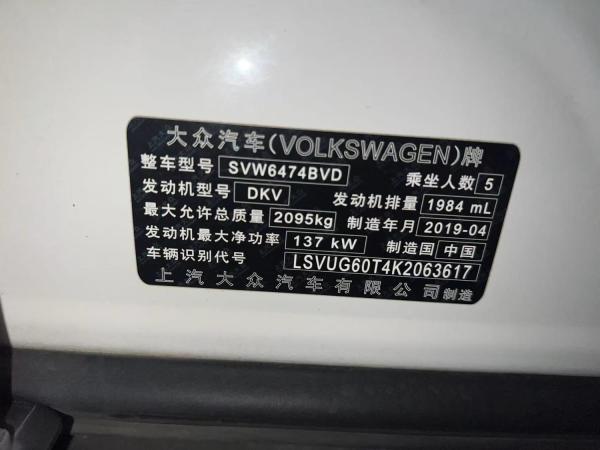 大众汽车(VOLKSWAGEN)牌
整车型号 SVW6474BVD 乘坐人数 5
发动机型号 DKV 发动机排量 1984 mL
最大允许总质量 2095kg 制造年月 2019-04
发动机最大净功率 137 kW 制造国 中国
车辆识别代号 LSVUG60T4K2063617
上汽大众汽车有限公司制造